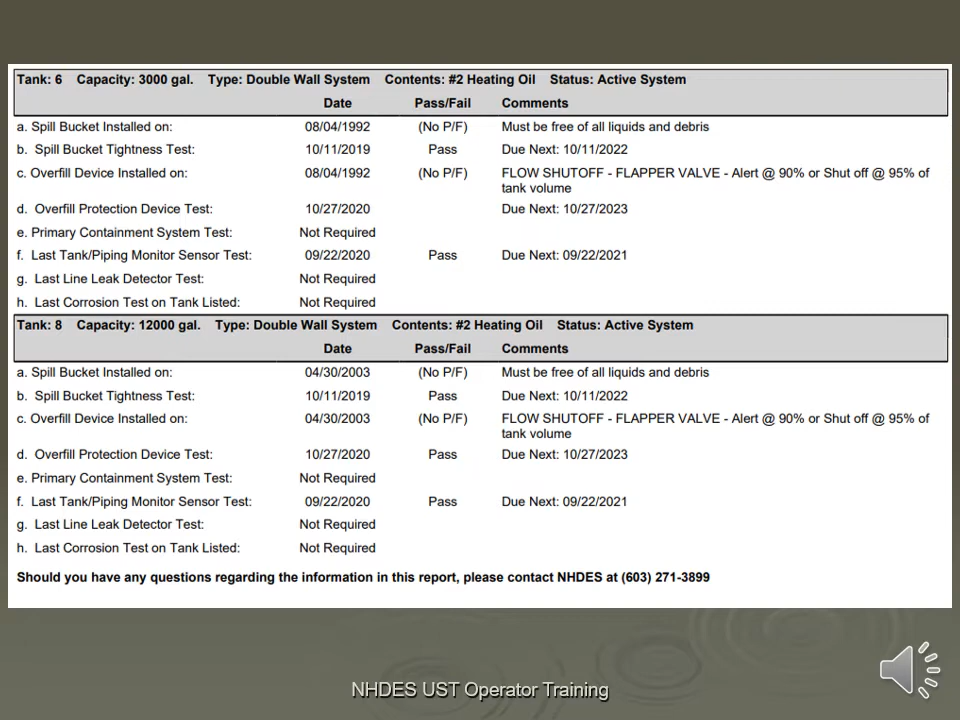 Tank: 6 Capacity: 3000 gal. Type: Double Wall System Contents: #2 Heating Oil Status: Active System
Date Pass/Fail Comments
a. Spill Bucket Installed on: 08/04/1992 (No P/F) Must be free of all liquids and debris
b. Spill Bucket Tightness Test: 10/11/2019 Pass Due Next: 10/11/2022
c. Overfill Device Installed on: 08/04/1992 (No P/F) FLOW SHUTOFF - FLAPPER VALVE - Alert @ 90% or Shut off @ 95% of
tank volume
d. Overfill Protection Device Test: 10/27/2020 Due Next: 10/27/2023
e. Primary Containment System Test: Not Required
f. Last Tank/Piping Monitor Sensor Test: 09/22/2020 Pass Due Next: 09/22/2021
g. Last Line Leak Detector Test: Not Required
h. Last Corrosion Test on Tank Listed: Not Required
Tank: 8 Capacity: 12000 gal. Type: Double Wall System Contents: #2 Heating Oil Status: Active System
Date Pass/Fail Comments
a. Spill Bucket Installed on: 04/30/2003 (No P/F) Must be free of all liquids and debris
b. Spill Bucket Tightness Test: 10/11/2019 Pass Due Next: 10/11/2022
c. Overfill Device Installed on: 04/30/2003 (No P/F) FLOW SHUTOFF - FLAPPER VALVE - Alert @ 90% or Shut off @ 95% of
tank volume
d. Overfill Protection Device Test: 10/27/2020 Pass Due Next: 10/27/2023
e. Primary Containment System Test: Not Required
f. Last Tank/Piping Monitor Sensor Test: 09/22/2020 Pass Due Next: 09/22/2021
g. Last Line Leak Detector Test: Not Required
h. Last Corrosion Test on Tank Listed: Not Required
Should you have any questions regarding the information in this report, please contact NHDES at (603) 271-3899
NHDES UST Operator Training